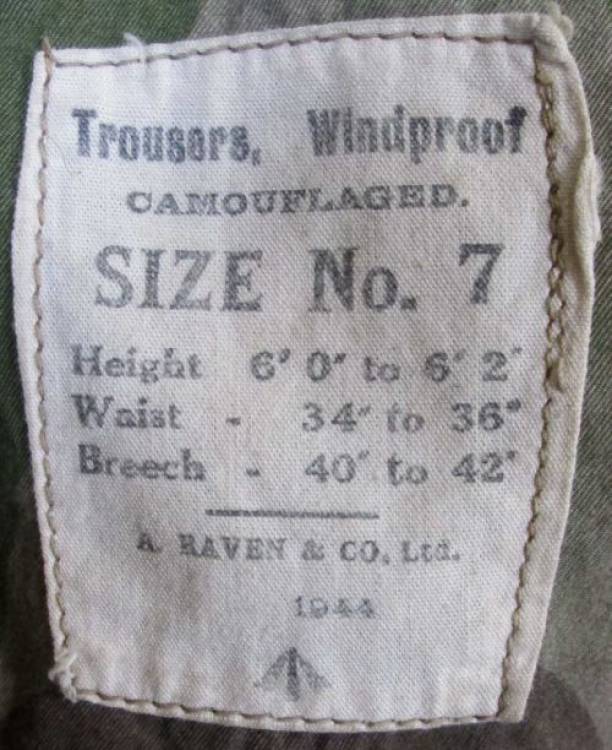 Trousers, Windproof
CAMOUFLAGED.
SIZE No. 7
Height 6' 0" to 6' 2"
Waist - 34" to 36"
Breech - 40" to 42"
A. RAVEN & CO. Ltd.
1944